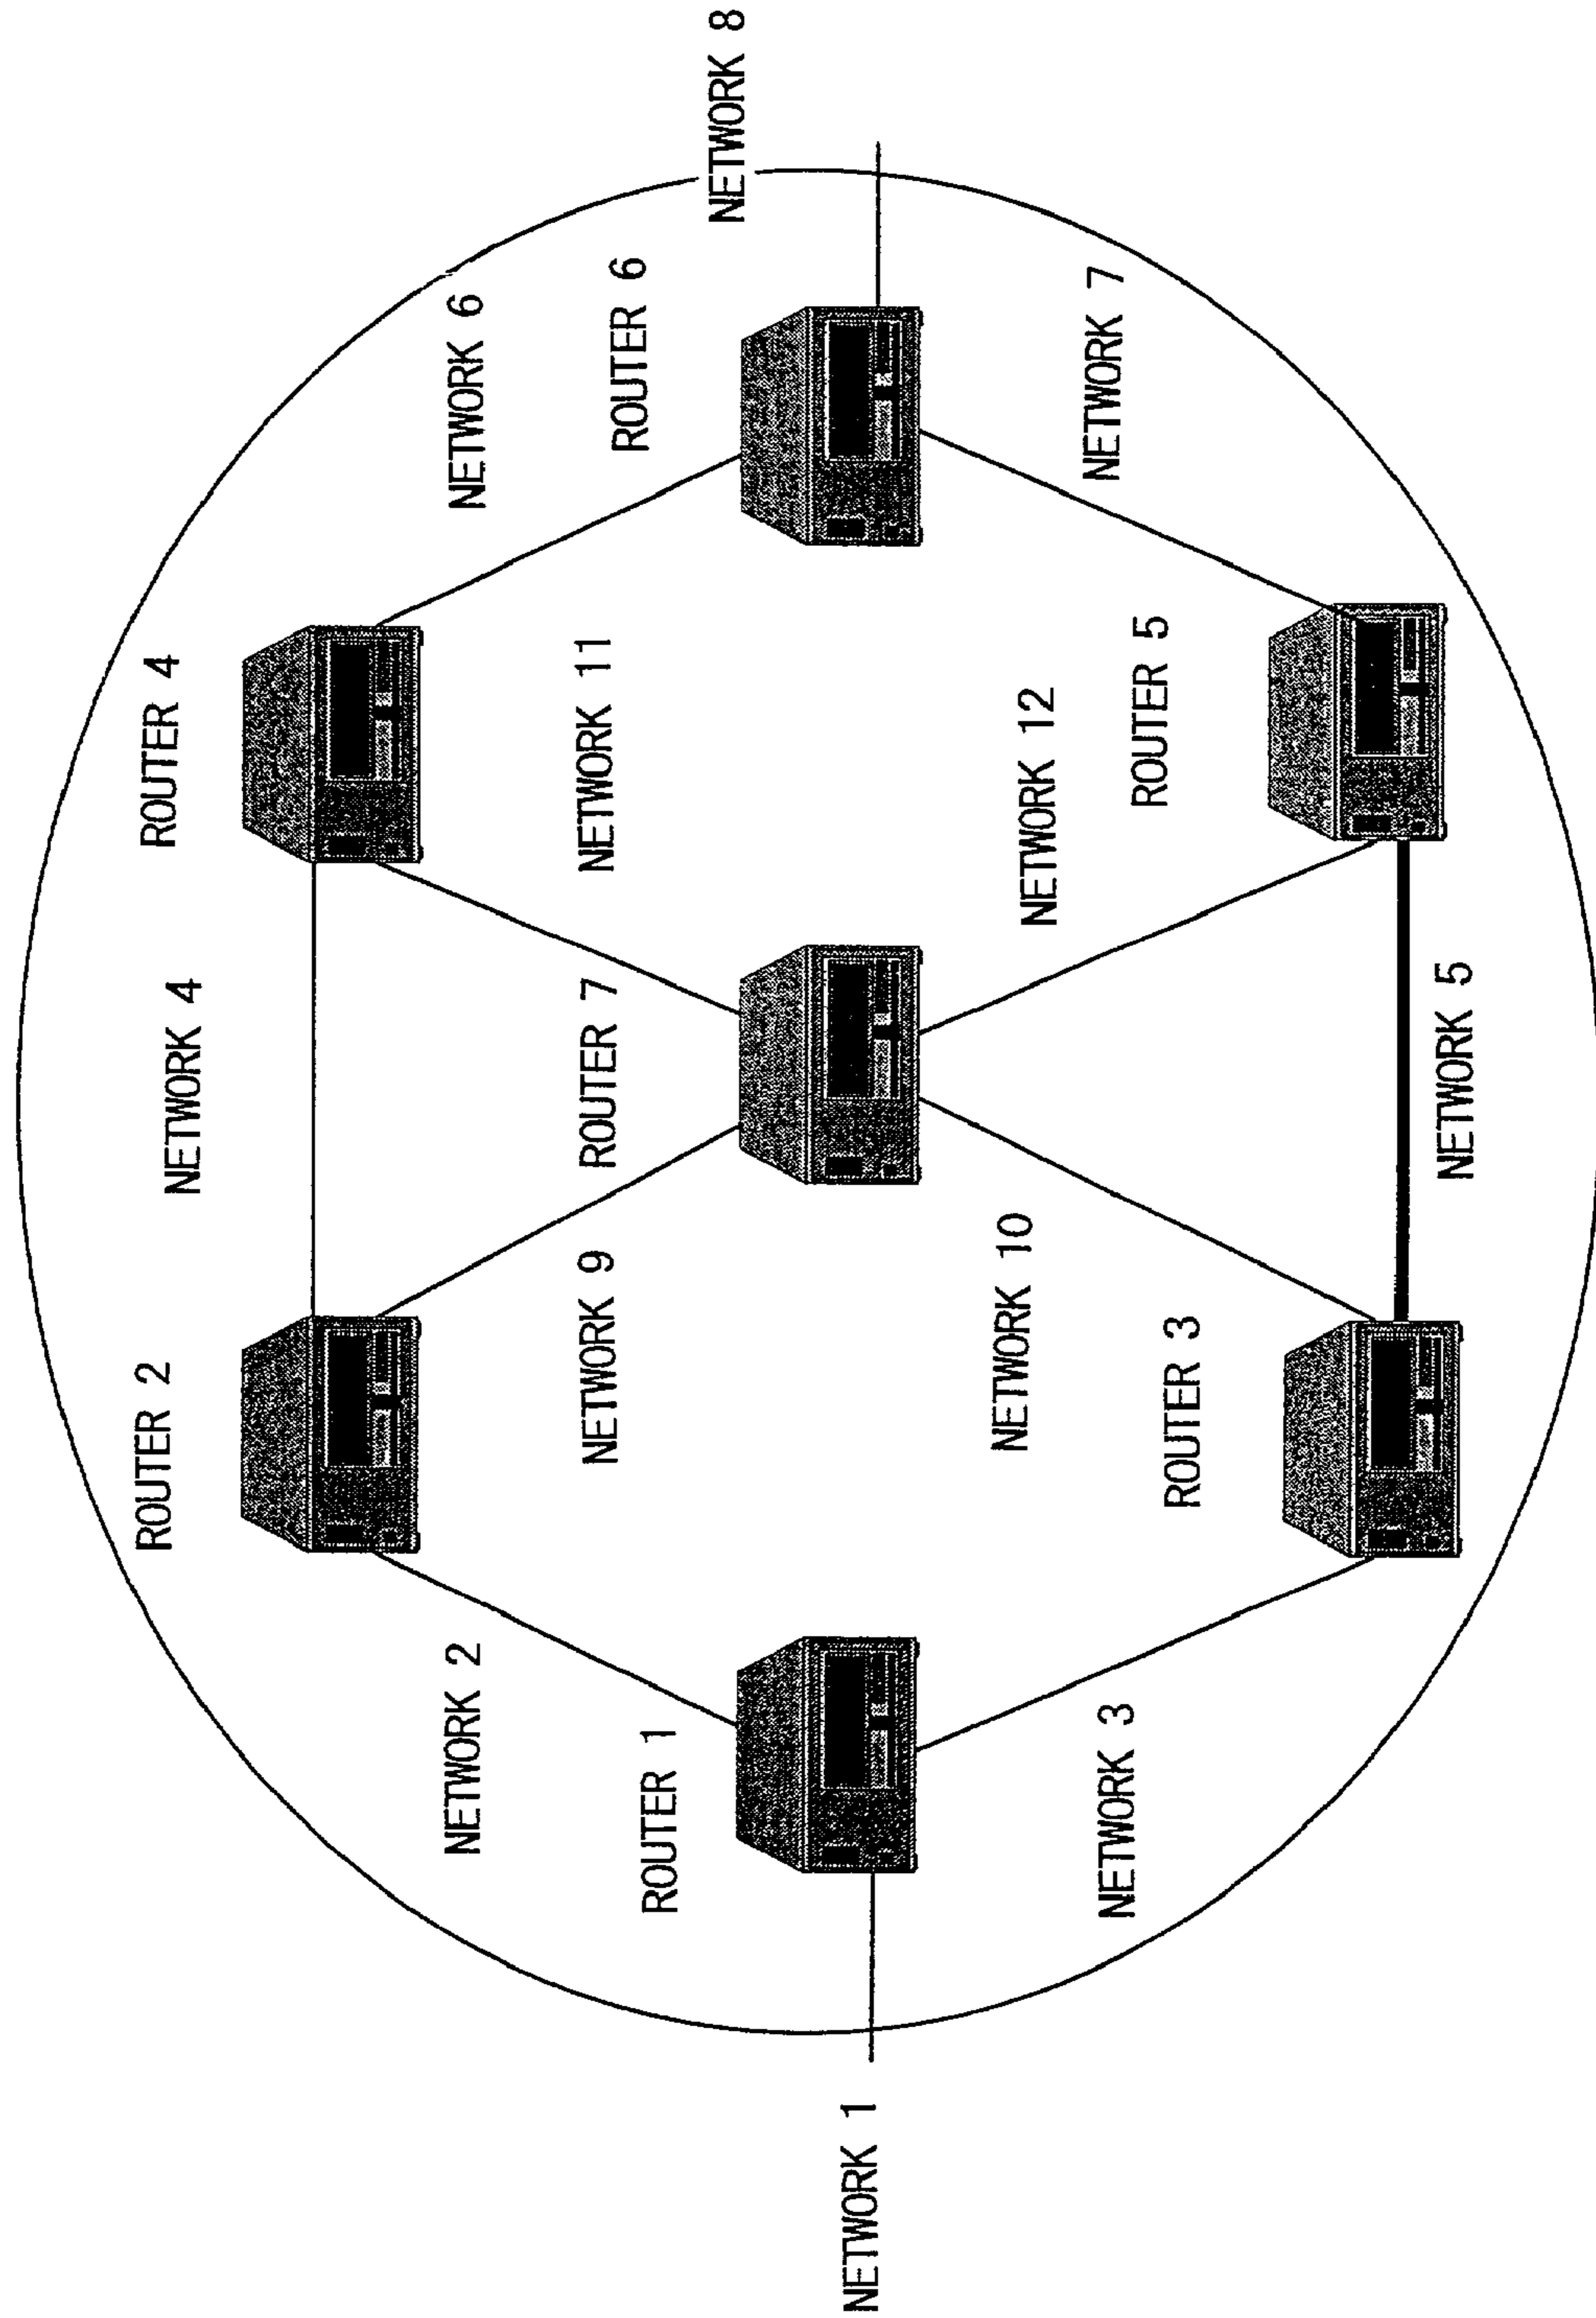 NETWORK 8
NETWORK 6
ROUTER 6
NETWORK 7
ROUTER 4
NETWORK 11
NETWORK 12
ROUTER 5
NETWORK 4
ROUTER 7
NETWORK 5
NETWORK 9
NETWORK 10
ROUTER 2
ROUTER 3
NETWORK 2
ROUTER 1
NETWORK 3
NETWORK 1